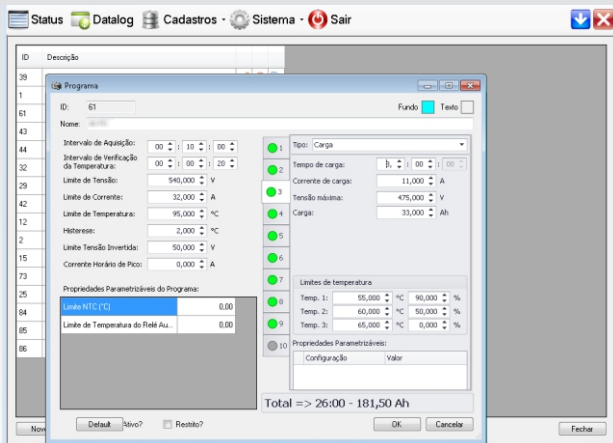 Status Datalog Cadastros Sistema Sair
ID Descrição
39
1
61
43
44
32
29
42
12
2
15
73
25
84
85
86
Programa
ID: 61
Fundo Texto
Nome:
Intervalo de Aquisição: 00 : 10 : 00
Intervalo de Verificação
da Temperatura: 00 : 00 : 20
Limite de Tensão: 540,000 V
Limite de Corrente: 32,000 A
Limite de Temperatura: 95,000 °C
Histerese: 2,000 °C
Limite Tensão Invertida: 50,000 V
Corrente Horário de Pico: 0,000 A
Propriedades Parametrizáveis do Programa:
Limite NTC (°C) 0,00
Limite de Temperatura do Relé Au... 0,00
1
2
3
4
5
6
7
8
9
10
Tipo: Carga
Tempo de carga: : 00 : 00
Corrente de carga: 11,000 A
Tensão máxima: 475,000 V
Carga: 33,000 Ah
Limites de temperatura
Temp. 1: 55,000 °C 90,000 %
Temp. 2: 60,000 °C 50,000 %
Temp. 3: 65,000 °C 0,000 %
Propriedades Parametrizáveis:
Configuração Valor
Total => 26:00 - 181,50 Ah
Default Restrito? OK Cancelar
Fechar